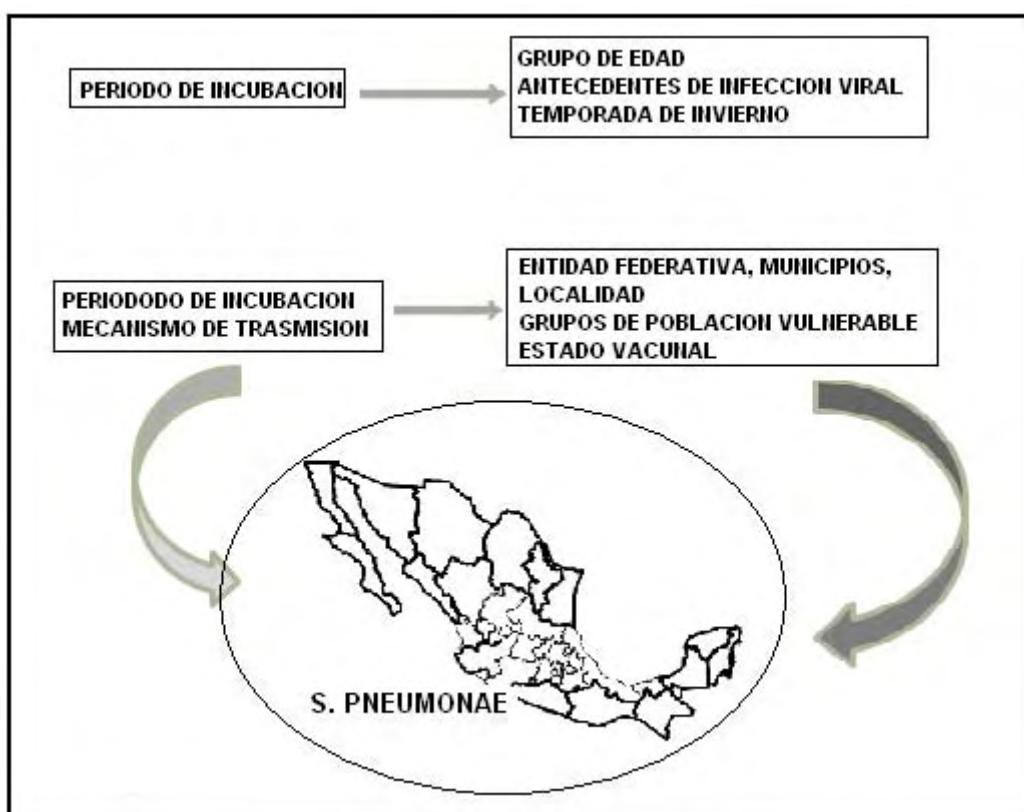 PERIODO DE INCUBACION
GRUPO DE EDAD
ANTECEDENTES DE INFECCION VIRAL
TEMPORADA DE INVIERNO
PERIODODO DE INCUBACION
MECANISMO DE TRASMISION
ENTIDAD FEDERATIVA, MUNICIPIOS,
LOCALIDAD
GRUPOS DE POBLACION VULNERABLE
ESTADO VACUNAL
S. PNEUMONAE